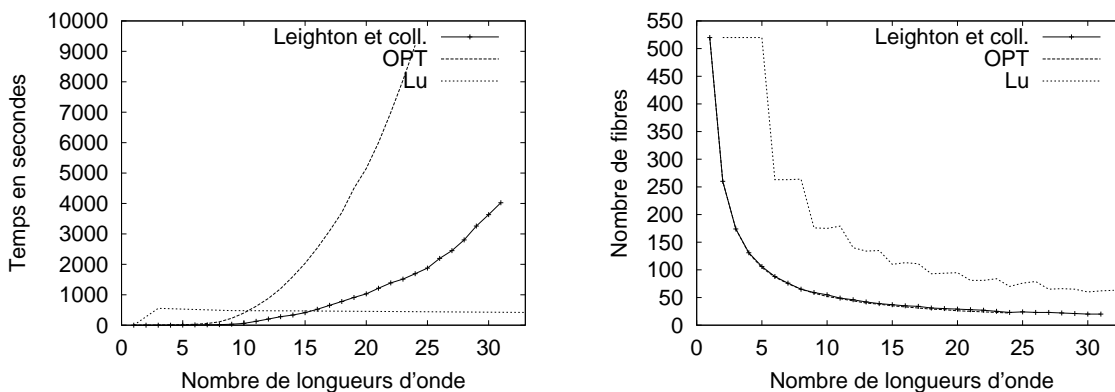 10000
9000
8000
7000
6000
5000
4000
3000
2000
1000
0
Temps en secondes
Leighton et coll.
OPT
Lu
0 5 10 15 20 25 30
Nombre de longueurs d'onde
550
500
450
400
350
300
250
200
150
100
50
0
Nombre de fibres
Leighton et coll.
OPT
Lu
0 5 10 15 20 25 30
Nombre de longueurs d'onde